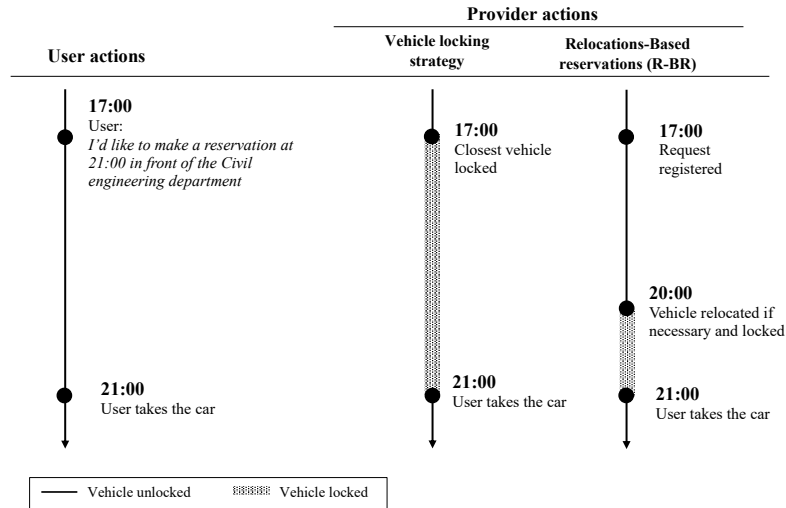 Provider actions
User actions
Vehicle locking
strategy
Relocations-Based
reservations (R-BR)
17:00
User:
I'd like to make a reservation at
21:00 in front of the Civil
engineering department
17:00
Closest vehicle
locked
17:00
Request
registered
20:00
Vehicle relocated if
necessary and locked
21:00
User takes the car
21:00
User takes the car
21:00
User takes the car
Vehicle unlocked
Vehicle locked